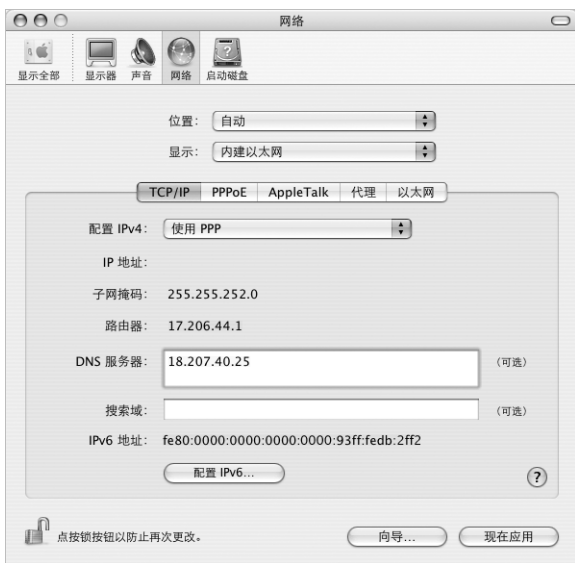 网络
显示全部 显示器 声音 网络 启动磁盘
位置： 自动
显示： 内建以太网
TCP/IP PPPoE AppleTalk 代理 以太网
配置 IPv4： 使用 PPP
IP 地址：
子网掩码： 255.255.252.0
路由器： 17.206.44.1
DNS 服务器： 18.207.40.25 （可选）
搜索域： （可选）
IPv6 地址： fe80:0000:0000:0000:0000:93ff:fedb:2ff2
配置 IPv6... ?
点按锁按钮以防止再次更改。 向导... 现在应用